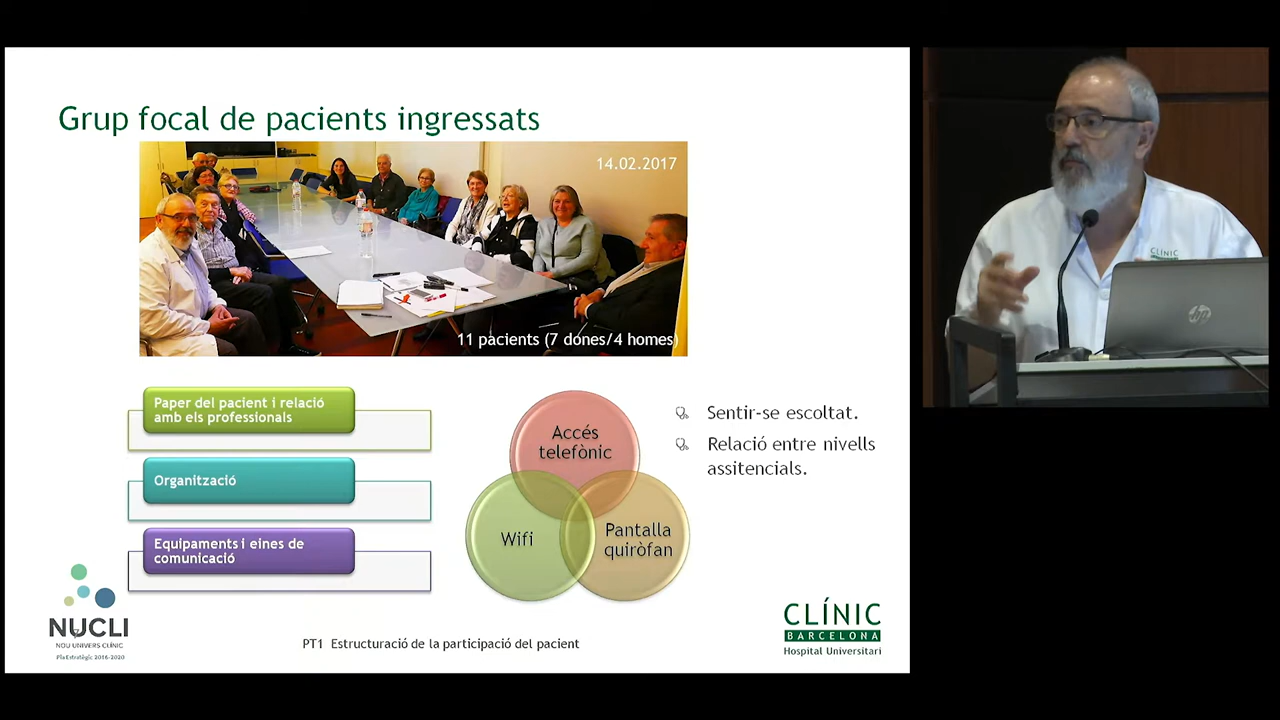 Grup focal de pacients ingressats
14.02.2017
11 pacients (7 dones/4 homes)
Paper del pacient i relació
amb els professionals
Organització
Equipaments i eines de
comunicació
Accés
telefònic
Wifi
Pantalla
quiròfan
Sentir-se escoltat.
Relació entre nivells
assitencials.
NUCLI
NOU UNIVERS CLÍNIC
Pla Estratègic 2016-2020
PT1 Estructuració de la participació del pacient
CLÍNIC
BARCELONA
Hospital Universitari
CLÍNIC
hp